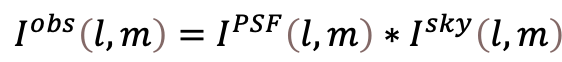 I^{obs}(l,m) = I^{PSF}(l,m) ∗ I^{sky}(l,m)